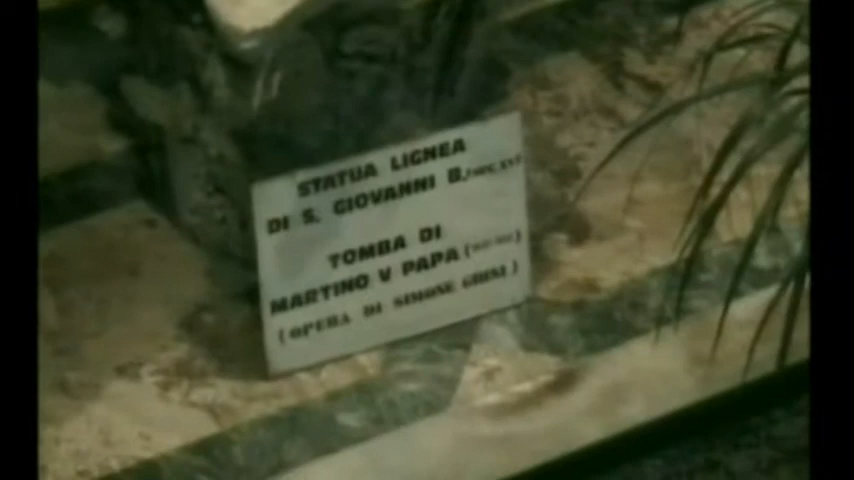 STATUA LIGNEA
DI S. GIOVANNI B.
TOMBA DI
MARTINO V PAPA
(OPERA DI SIMONE GHINI)